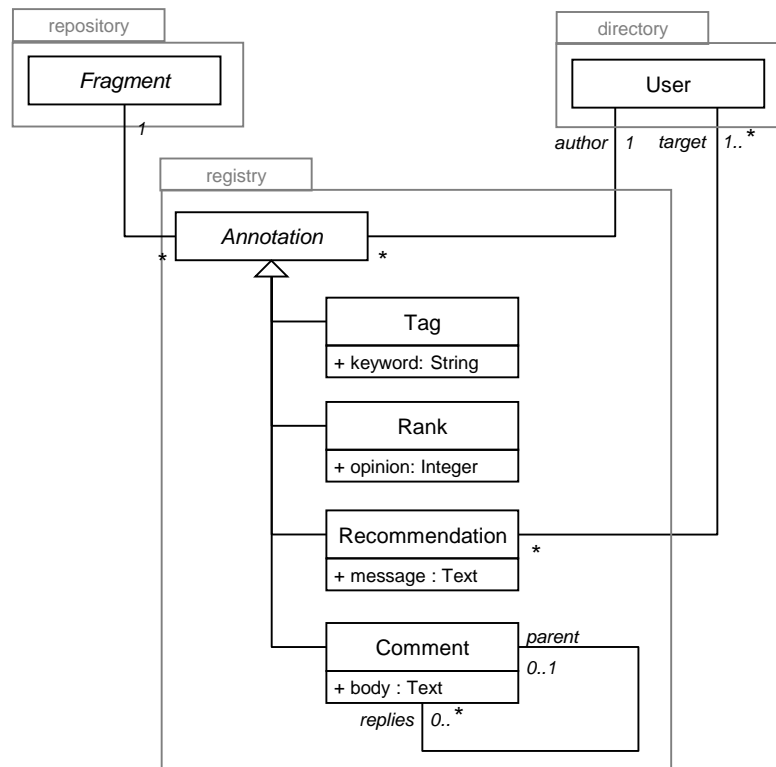 repository
directory
Fragment
User
1
author 1 target 1..*
registry
Annotation
* *
Tag
+ keyword: String
Rank
+ opinion: Integer
Recommendation
*
+ message : Text
Comment
parent
0..1
+ body : Text
replies 0..*